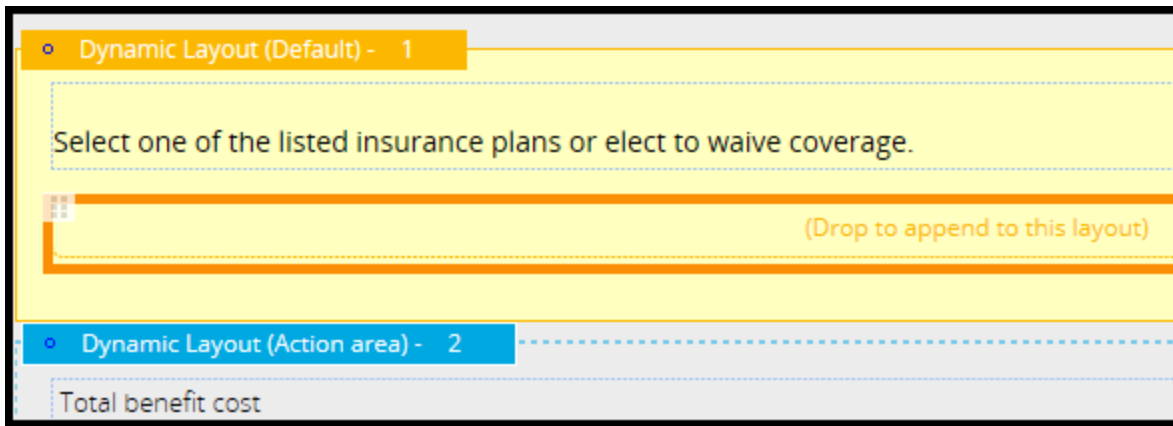 Dynamic Layout (Default) - 1
Select one of the listed insurance plans or elect to waive coverage.
(Drop to append to this layout)
Dynamic Layout (Action area) - 2
Total benefit cost